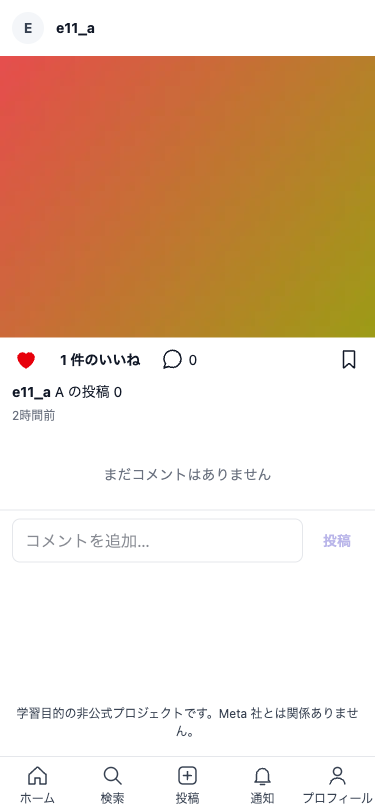 E e11_a
1 件のいいね 0
e11_a A の投稿 0
2時間前
まだコメントはありません
コメントを追加... 投稿
学習目的の非公式プロジェクトです。Meta 社とは関係ありませ
ん。
ホーム 検索 投稿 通知 プロフィール